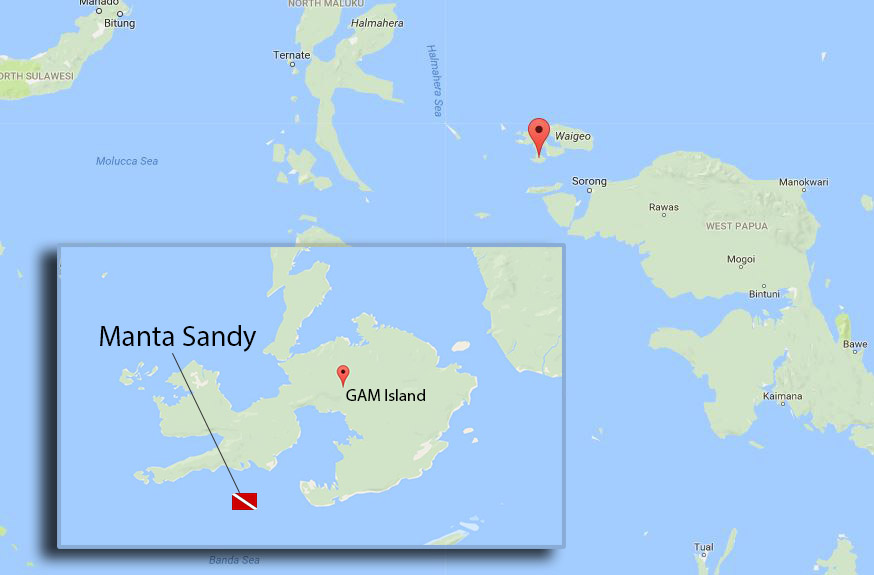 NORTH MALUKU
Manado
Bitung
Halmahera
Ternate
ORTH SULAWESI
Halmahera Sea
Waigeo
Molucca Sea
Sorong
Manokwari
Rawas
WEST PAPUA
Mogoi
Bintuni
Manta Sandy
Bawe
GAM Island
Kaimana
Tual
Banda Sea